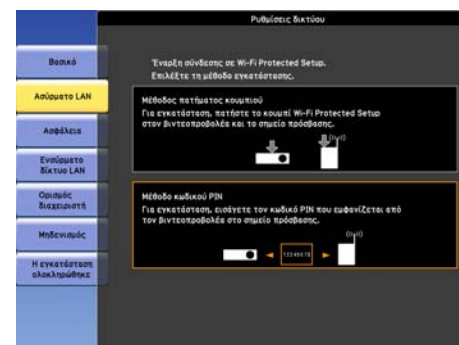 Ρυθμίσεις δικτύου
Βασικό
Ασύρματο LAN
Ασφάλεια
Ενσύρματο
δίκτυο LAN
Ορισμός
διαχειριστή
Μηδενισμός
Η εγκατάσταση
ολοκληρώθηκε
Έναρξη σύνδεσης σε Wi-Fi Protected Setup.
Επιλέξτε τη μέθοδο εγκατάστασης.
Μέθοδος πατήματος κουμπιού
Για εγκατάσταση, πατήστε το κουμπί Wi-Fi Protected Setup
στον βιντεοπροβολέα και το σημείο πρόσβασης.
Μέθοδο κωδικού PIN
Για εγκατάσταση, εισάγετε τον κωδικό PIN που εμφανίζεται από
τον βιντεοπροβολέα στο σημείο πρόσβασης.
12345678